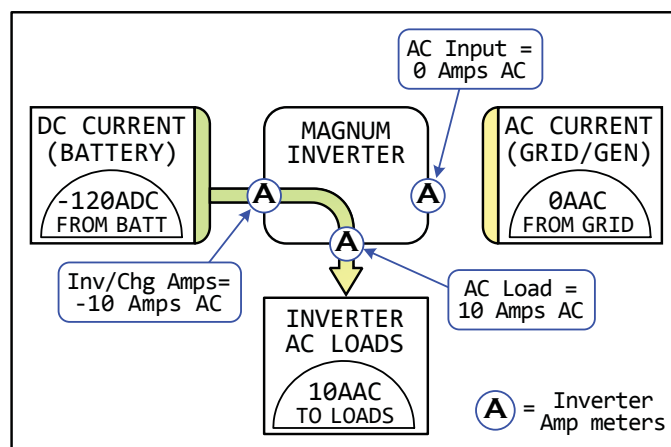 AC Input =
0 Amps AC
DC CURRENT
(BATTERY)
-120ADC
FROM BATT
MAGNUM
INVERTER
A
A
A
AC CURRENT
(GRID/GEN)
0AAC
FROM GRID
Inv/Chg Amps=
-10 Amps AC
AC Load =
10 Amps AC
INVERTER
AC LOADS
10AAC
TO LOADS
A = Inverter
Amp meters